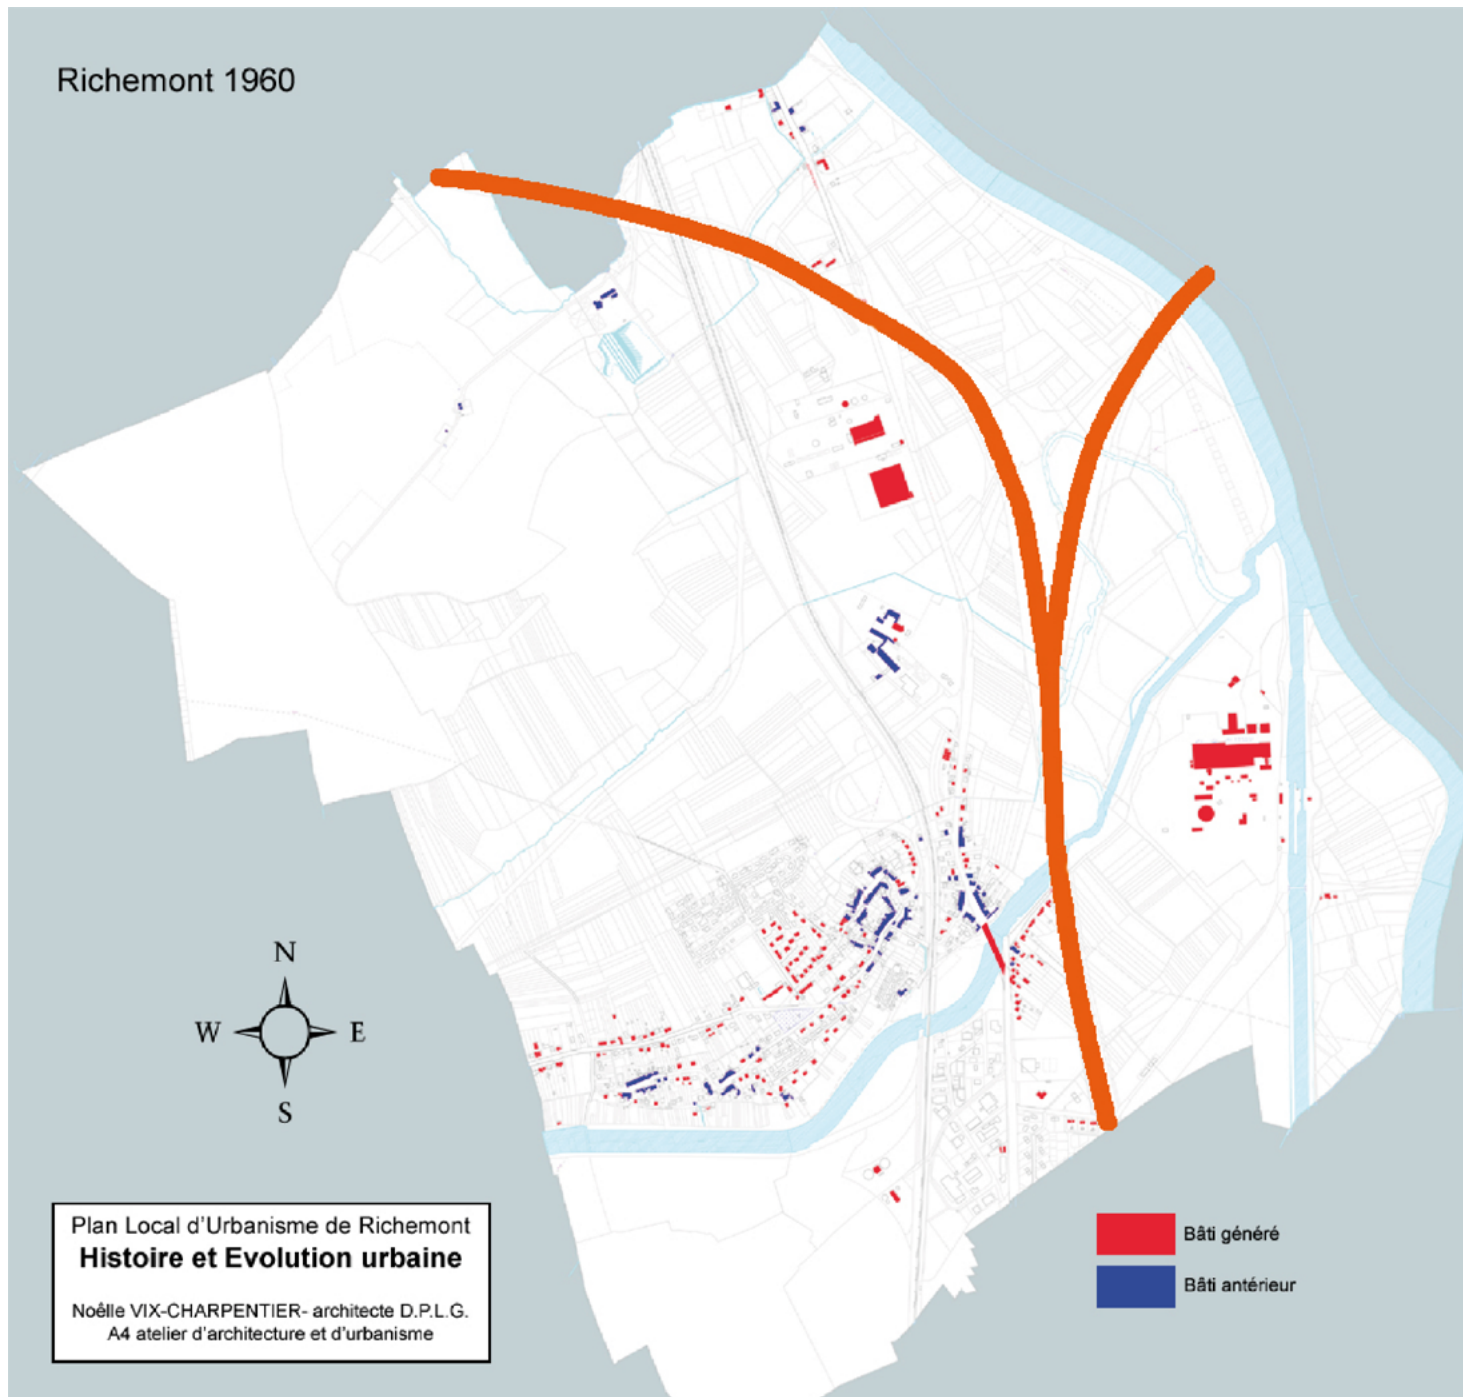 Richemont 1960
N
W
E
S
Plan Local d'Urbanisme de Richemont
Histoire et Evolution urbaine
Noêlle VIX-CHARPENTIER- architecte D.P.L.G.
A4 atelier d'architecture et d'urbanisme
Bâti généré
Bâti antérieur